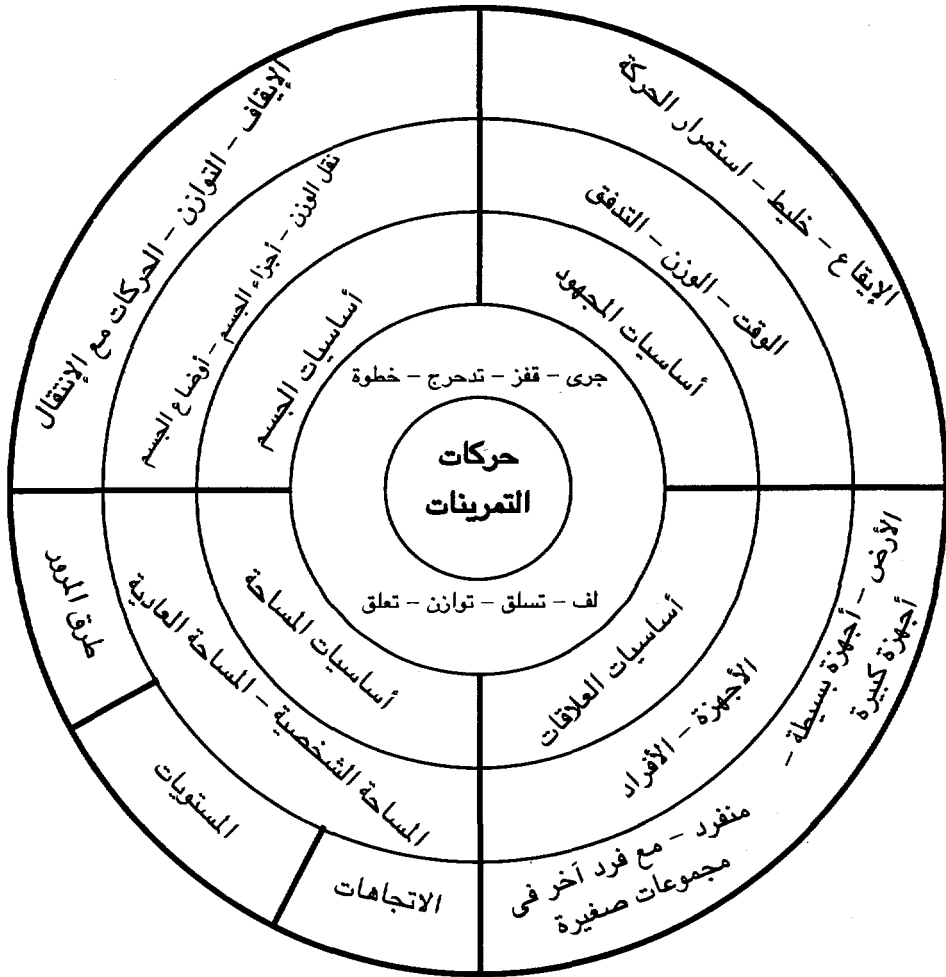 حركات
التمرينات
جرى – قفز – تدحرج – خطوة
لف – تسلق – توازن – تعلق
أساسيات المجهود
الوقت – الوزن – التدفق
الإيقاع – خليط – استمرار الحركة
أساسيات الجسم
نقل الوزن – أجزاء الجسم – أوضاع الجسم
الإيقاف – التوازن – الحركات مع الإنتقال
أساسيات المساحة
المساحة الشخصية – المساحة العادية
طرق المرور
المستويات
الاتجاهات
أساسيات العلاقات
الأجهزة – الأفراد
الأرض – أجهزة بسيطة –
أجهزة كبيرة
منفرد – مع فرد آخر فى
مجموعات صغيرة